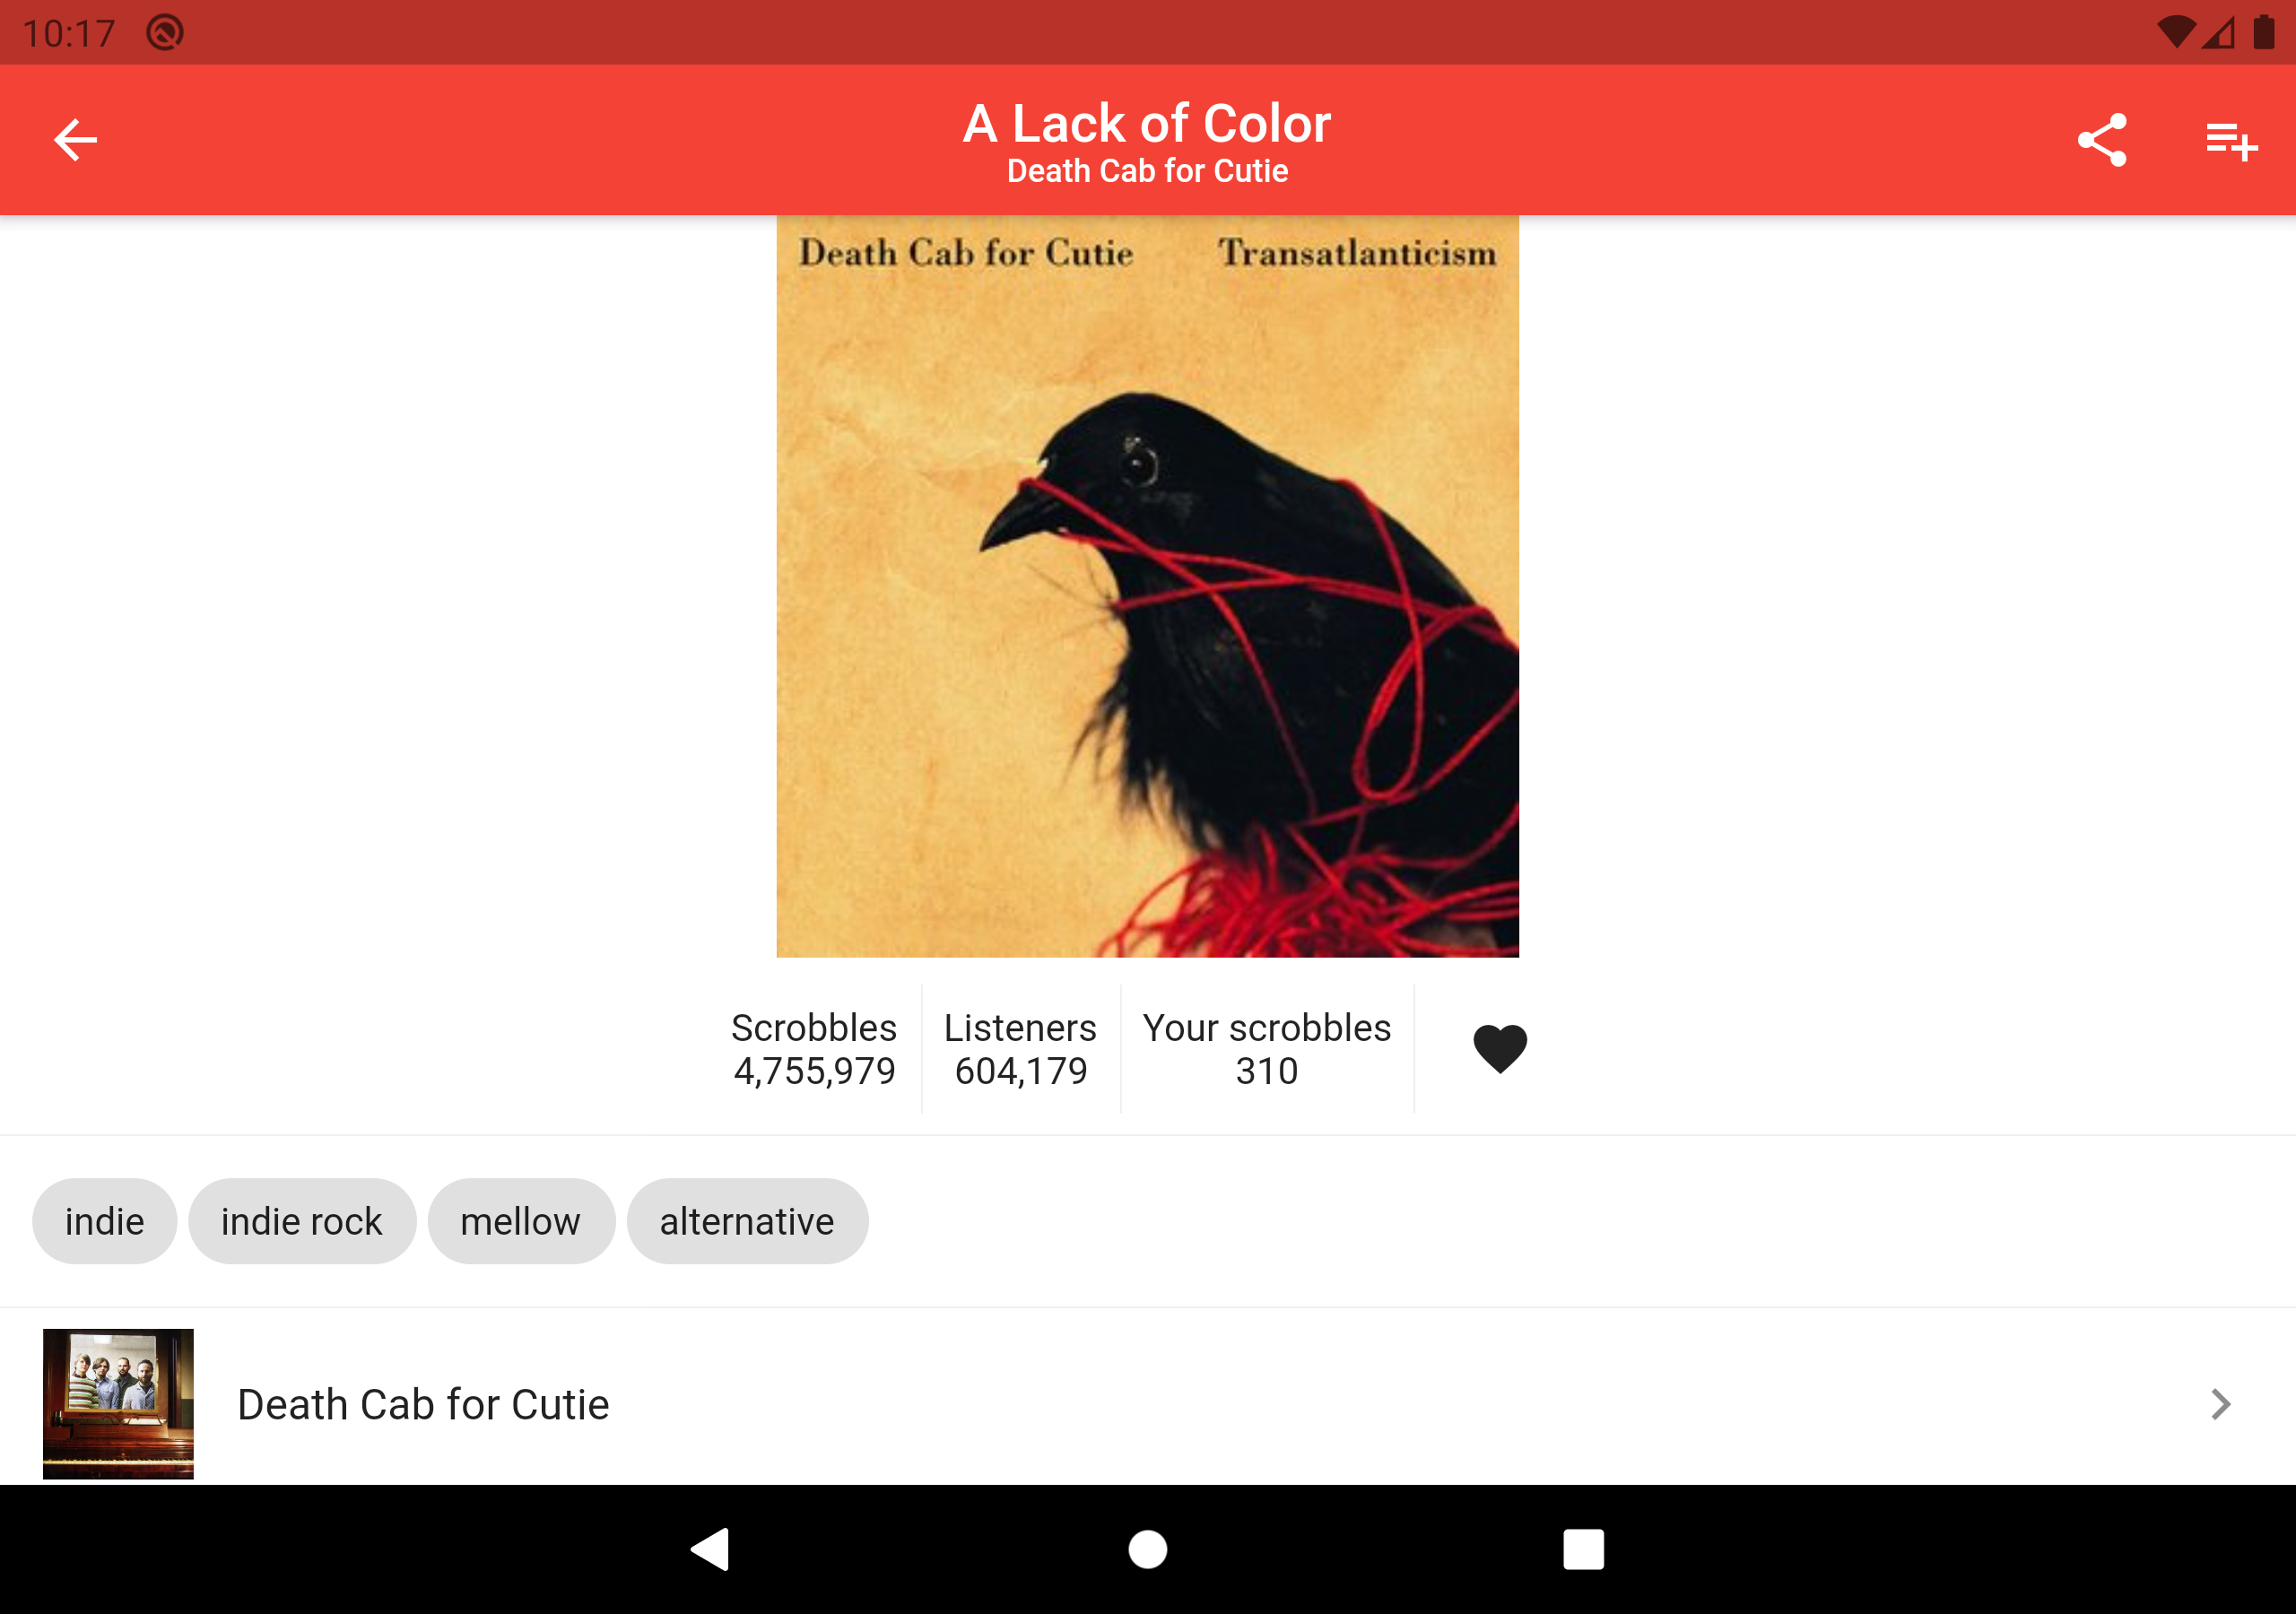 10:17
A Lack of Color
Death Cab for Cutie
Death Cab for Cutie Transatlanticism
Scrobbles Listeners Your scrobbles
4,755,979 604,179 310
indie indie rock mellow alternative
Death Cab for Cutie